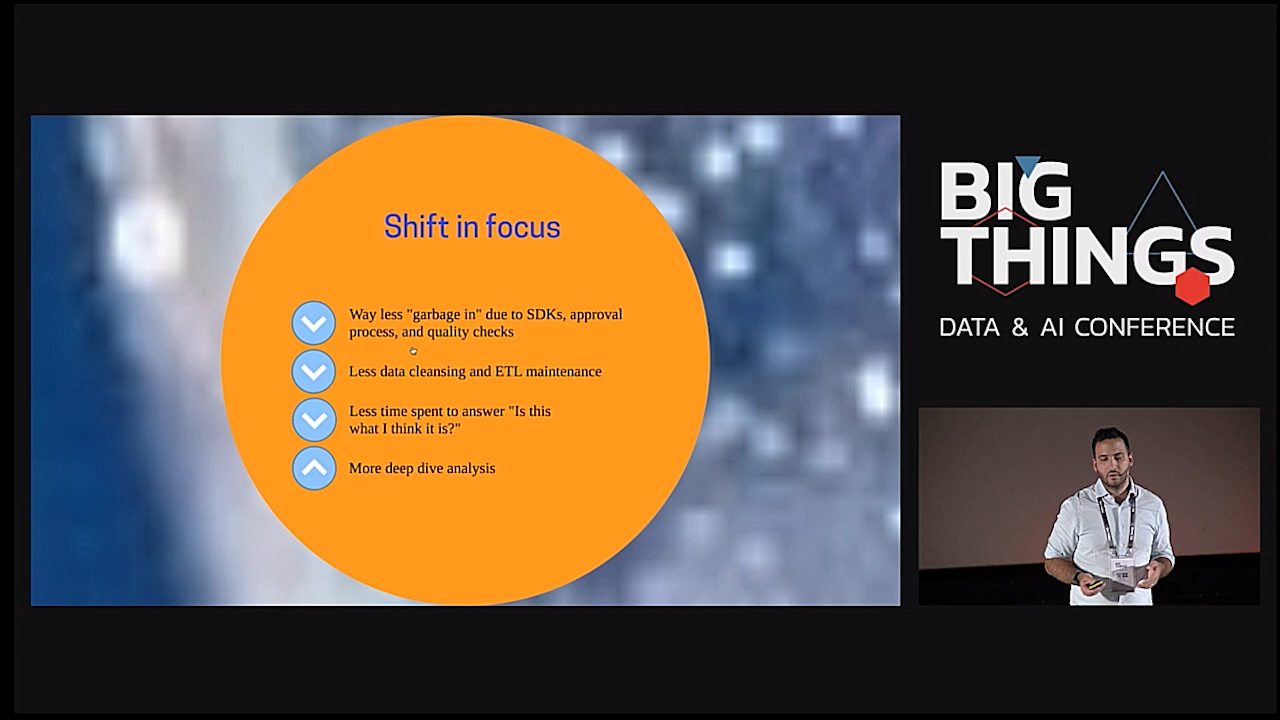 Shift in focus
Way less "garbage in" due to SDKs, approval
process, and quality checks
Less data cleansing and ETL maintenance
Less time spent to answer "Is this
what I think it is?"
More deep dive analysis
BIG
THINGS
DATA & AI CONFERENCE